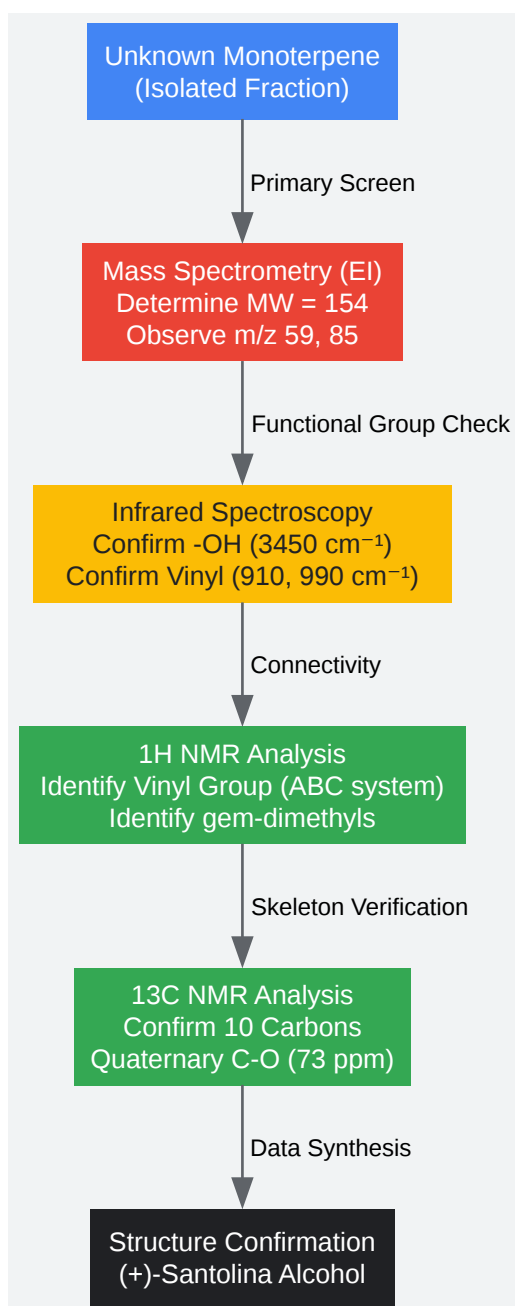 Unknown Monoterpene
(Isolated Fraction)
Primary Screen
Mass Spectrometry (EI)
Determine MW = 154
Observe m/z 59, 85
Functional Group Check
Infrared Spectroscopy
Confirm -OH (3450 cm⁻¹)
Confirm Vinyl (910, 990 cm⁻¹)
Connectivity
1H NMR Analysis
Identify Vinyl Group (ABC system)
Identify gem-dimethyls
Skeleton Verification
13C NMR Analysis
Confirm 10 Carbons
Quaternary C-O (73 ppm)
Data Synthesis
Structure Confirmation
(+)-Santolina Alcohol